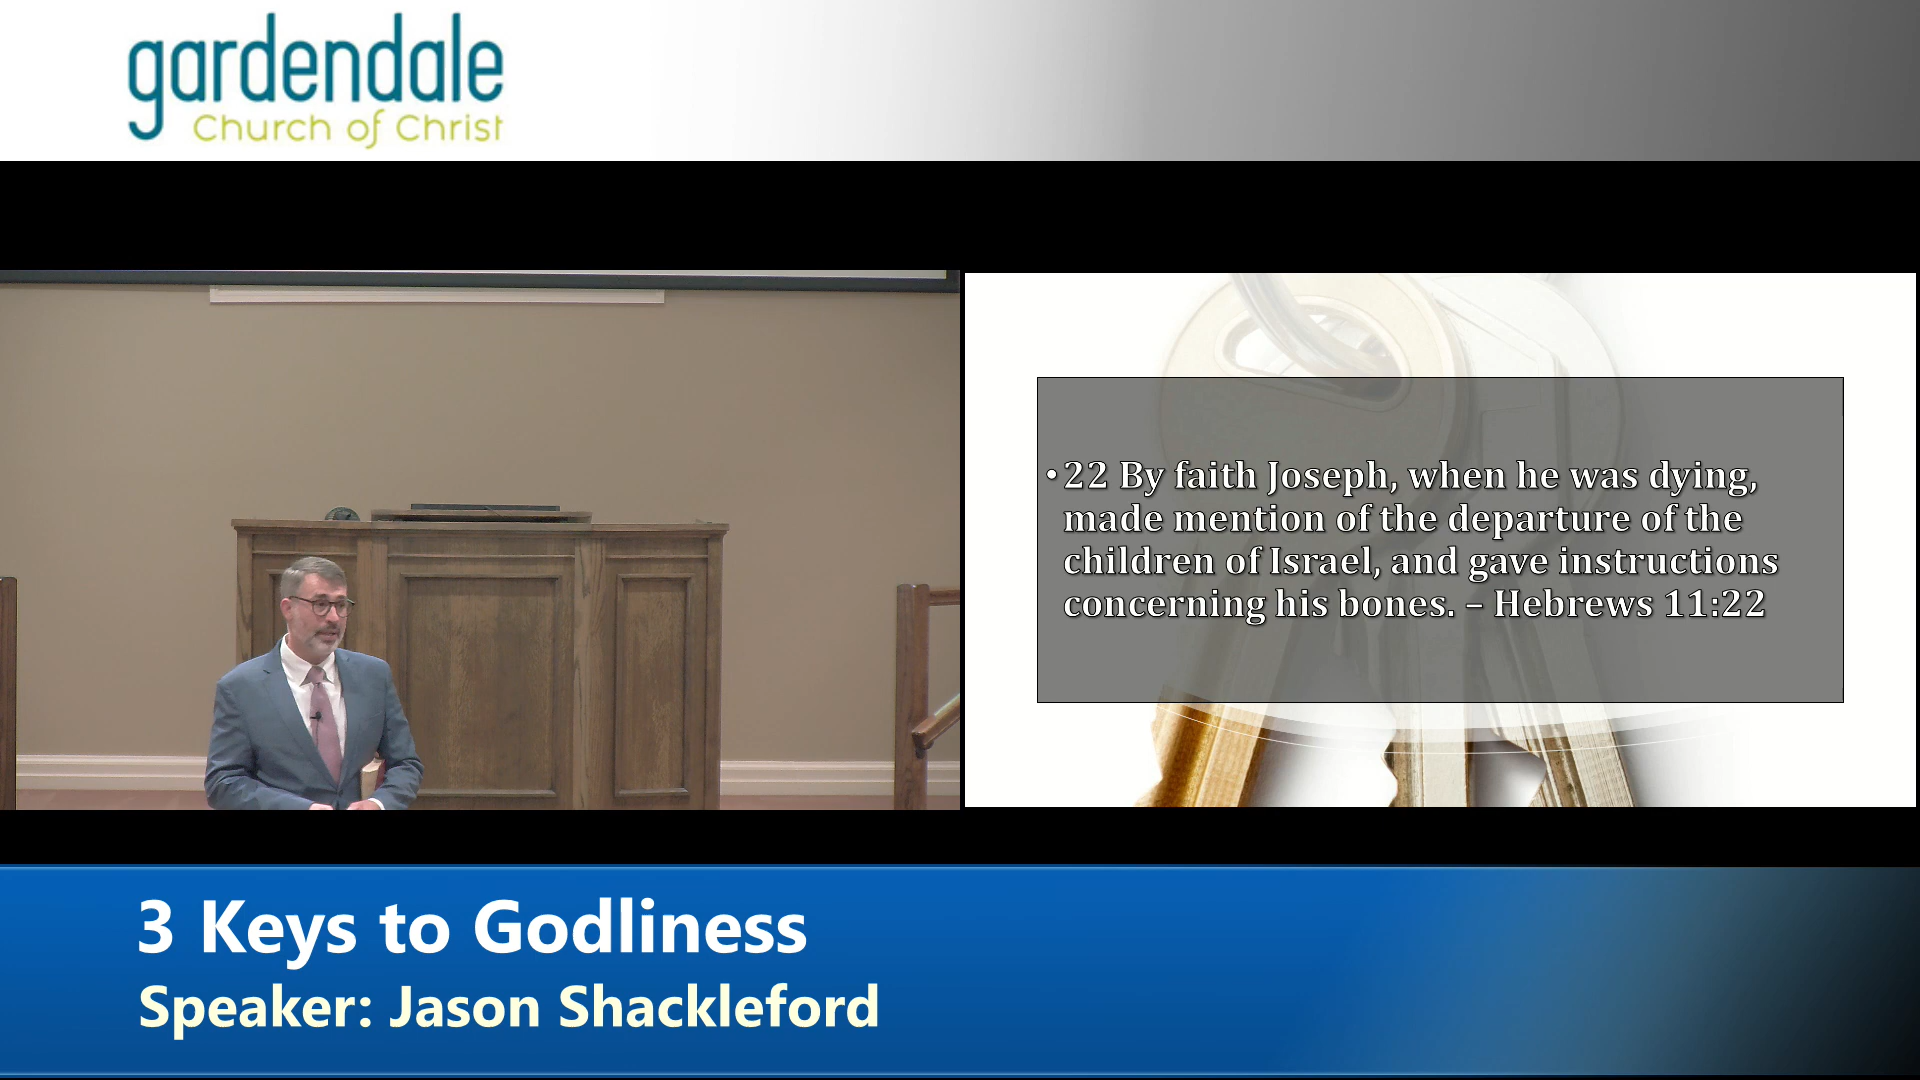 gardendale
Church of Christ
• 22 By faith Joseph, when he was dying,
made mention of the departure of the
children of Israel, and gave instructions
concerning his bones. – Hebrews 11:22
3 Keys to Godliness
Speaker: Jason Shackleford